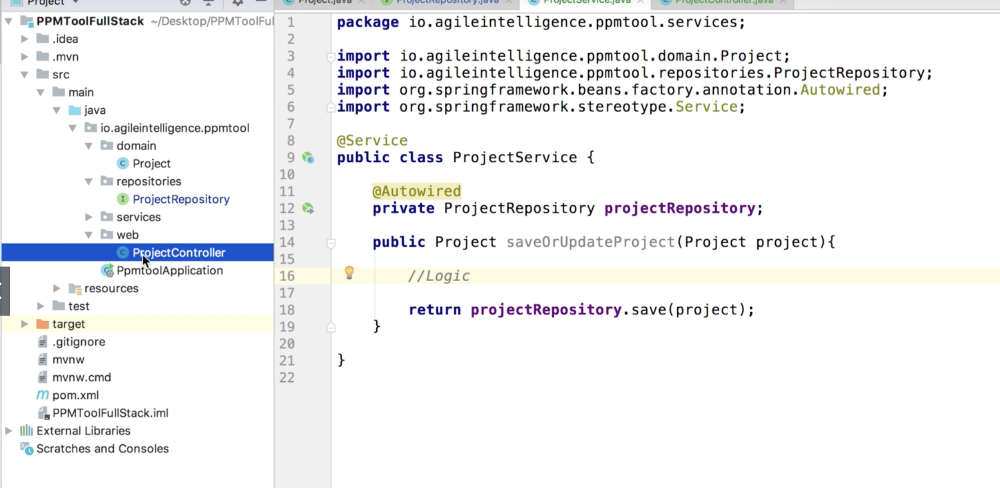 Project
PPMToolFullStack ~/Desktop/PPMToolFul
.idea
.mvn
src
main
java
io.agileintelligence.ppmtool
domain
Project
repositories
ProjectRepository
services
web
ProjectController
PpmtoolApplication
resources
test
target
.gitignore
mvnw
mvnw.cmd
pom.xml
PPMToolFullStack.iml
External Libraries
Scratches and Consoles
Project.java ProjectRepository.java ProjectService.java ProjectController.java
1 package io.agileintelligence.ppmtool.services;
2
3 import io.agileintelligence.ppmtool.domain.Project;
4 import io.agileintelligence.ppmtool.repositories.ProjectRepository;
5 import org.springframework.beans.factory.annotation.Autowired;
6 import org.springframework.stereotype.Service;
7
8 @Service
9 public class ProjectService {
10
11 @Autowired
12 private ProjectRepository projectRepository;
13
14 public Project saveOrUpdateProject(Project project){
15
16 //Logic
17
18 return projectRepository.save(project);
19 }
20
21 }
22